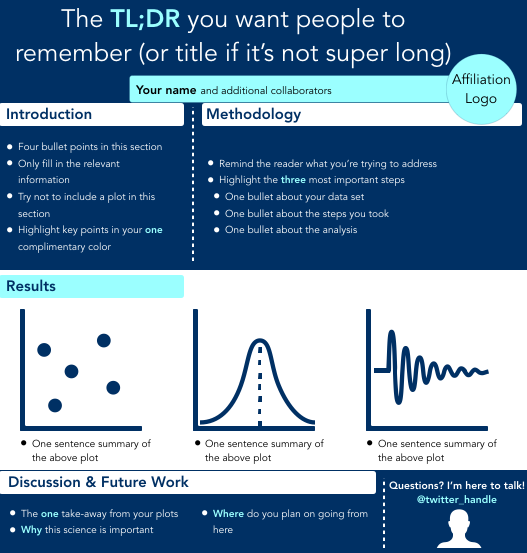 The TL;DR you want people to
remember (or title if it's not super long)
Your name and additional collaborators
Affiliation
Logo
Introduction
● Four bullet points in this section
● Only fill in the relevant
information
● Try not to include a plot in this
section
● Highlight key points in your one
complimentary color
Methodology
● Remind the reader what you're trying to address
● Highlight the three most important steps
● One bullet about your data set
● One bullet about the steps you took
● One bullet about the analysis
Results
● One sentence summary of
the above plot
● One sentence summary of
the above plot
● One sentence summary of
the above plot
Discussion & Future Work
● The one take-away from your plots
● Why this science is important
● Where do you plan on going from
here
Questions? I'm here to talk!
@twitter_handle